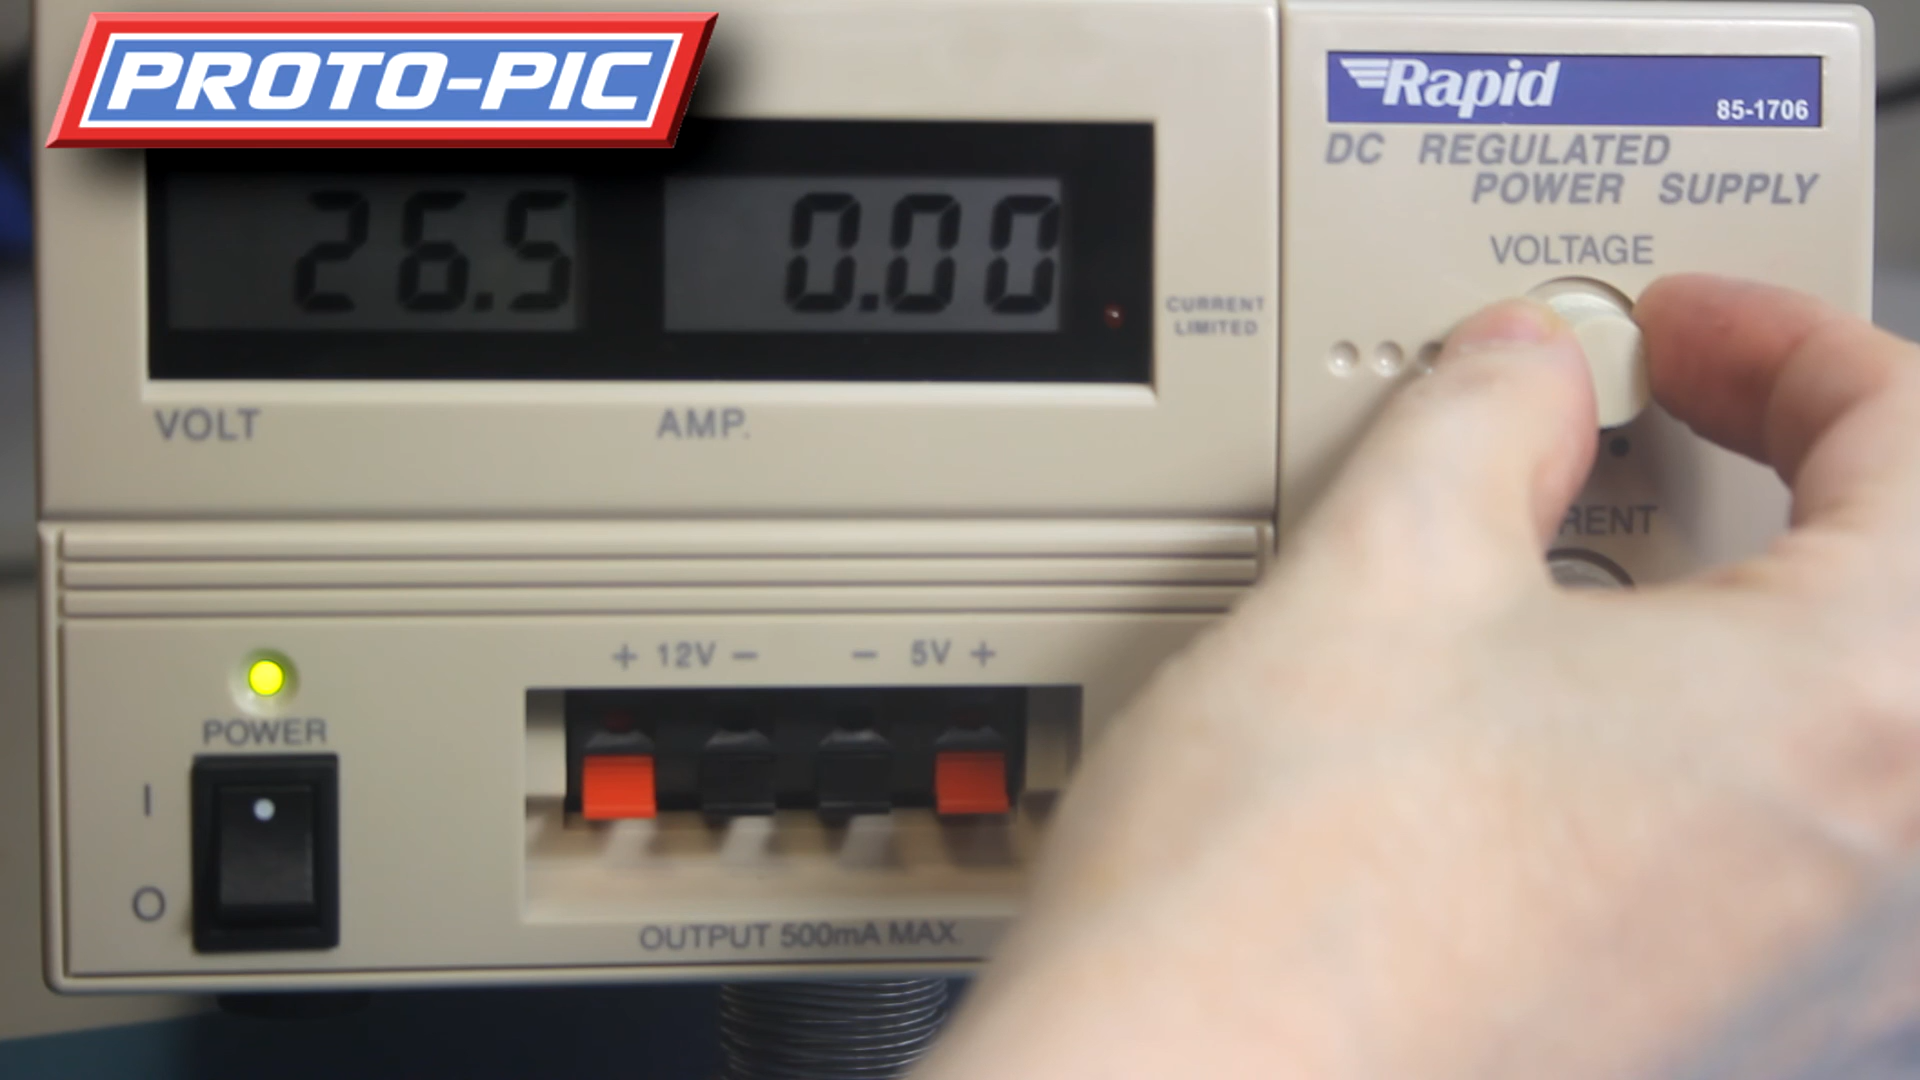 PROTO-PIC
Rapid
85-1706
DC REGULATED
POWER SUPPLY
VOLTAGE
26.5
0.00
CURRENT
LIMITED
VOLT
AMP.
RENT
+ 12V − − 5V +
POWER
I
O
OUTPUT 500mA MAX.